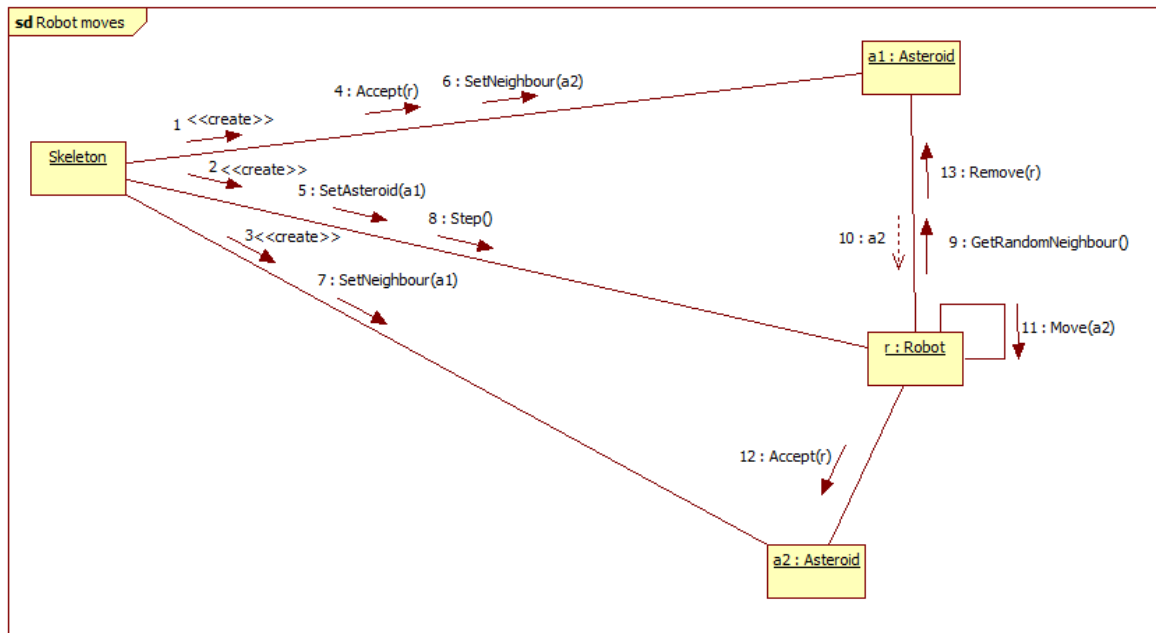 sd Robot moves
a1 : Asteroid
6 : SetNeighbour(a2)
4 : Accept(r)
1 <<create>>
Skeleton
2 <<create>>
13 : Remove(r)
5 : SetAsteroid(a1)
8 : Step()
3<<create>>
10 : a2
9 : GetRandomNeighbour()
7 : SetNeighbour(a1)
11 : Move(a2)
r : Robot
12 : Accept(r)
a2 : Asteroid